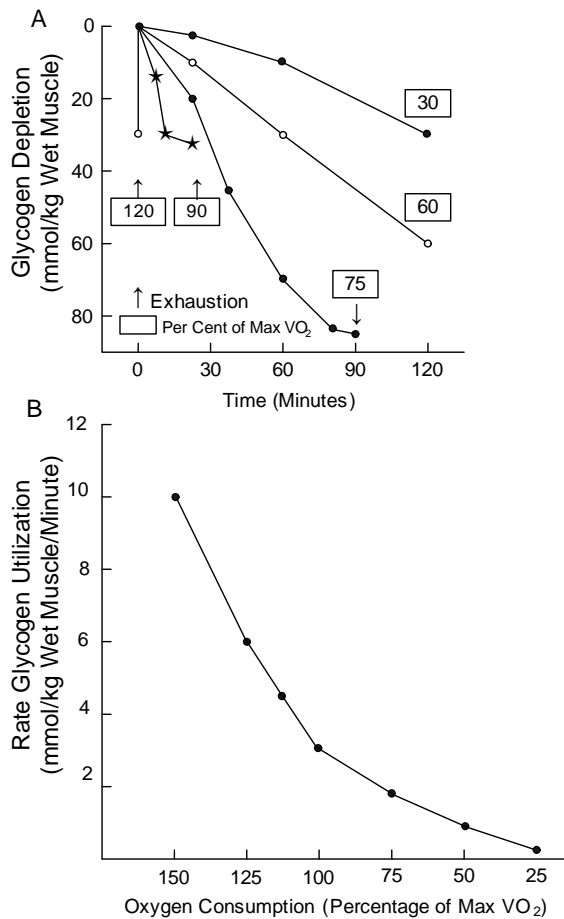 A
Glycogen Depletion
(mmol/kg Wet Muscle)
0
20
40
60
80
30
60
120
90
75
↑ Exhaustion
Per Cent of Max VO₂
0
30
60
90
120
Time (Minutes)
B
Rate Glycogen Utilization
(mmol/kg Wet Muscle/Minute)
12
10
8
6
4
2
150
125
100
75
50
25
Oxygen Consumption (Percentage of Max VO₂)